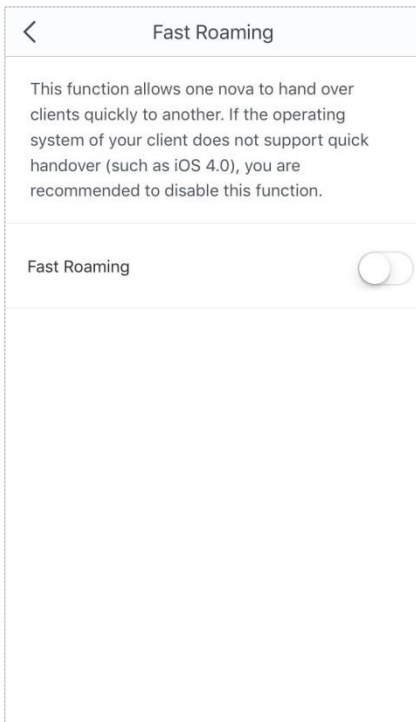 Fast Roaming
This function allows one nova to hand over
clients quickly to another. If the operating
system of your client does not support quick
handover (such as iOS 4.0), you are
recommended to disable this function.
Fast Roaming